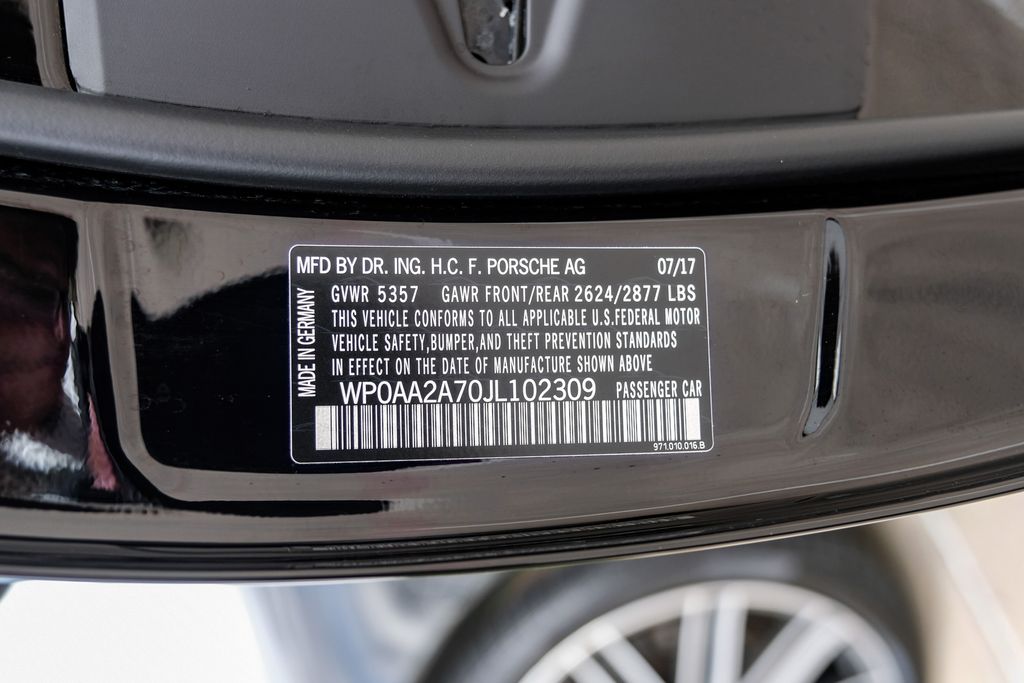 MFD BY DR. ING. H.C. F. PORSCHE AG 07/17
GVWR 5357 GAWR FRONT/REAR 2624/2877 LBS
THIS VEHICLE CONFORMS TO ALL APPLICABLE U.S.FEDERAL MOTOR
VEHICLE SAFETY,BUMPER,AND THEFT PREVENTION STANDARDS
IN EFFECT ON THE DATE OF MANUFACTURE SHOWN ABOVE
WP0AA2A70JL102309 PASSENGER CAR
971.010.016.B
MADE IN GERMANY